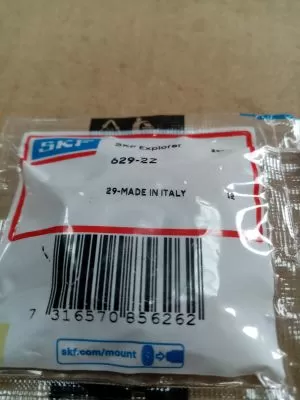 SKF
SKF Explorer
629-2Z
29-MADE IN ITALY
7 316570 856262
skf.com/mount